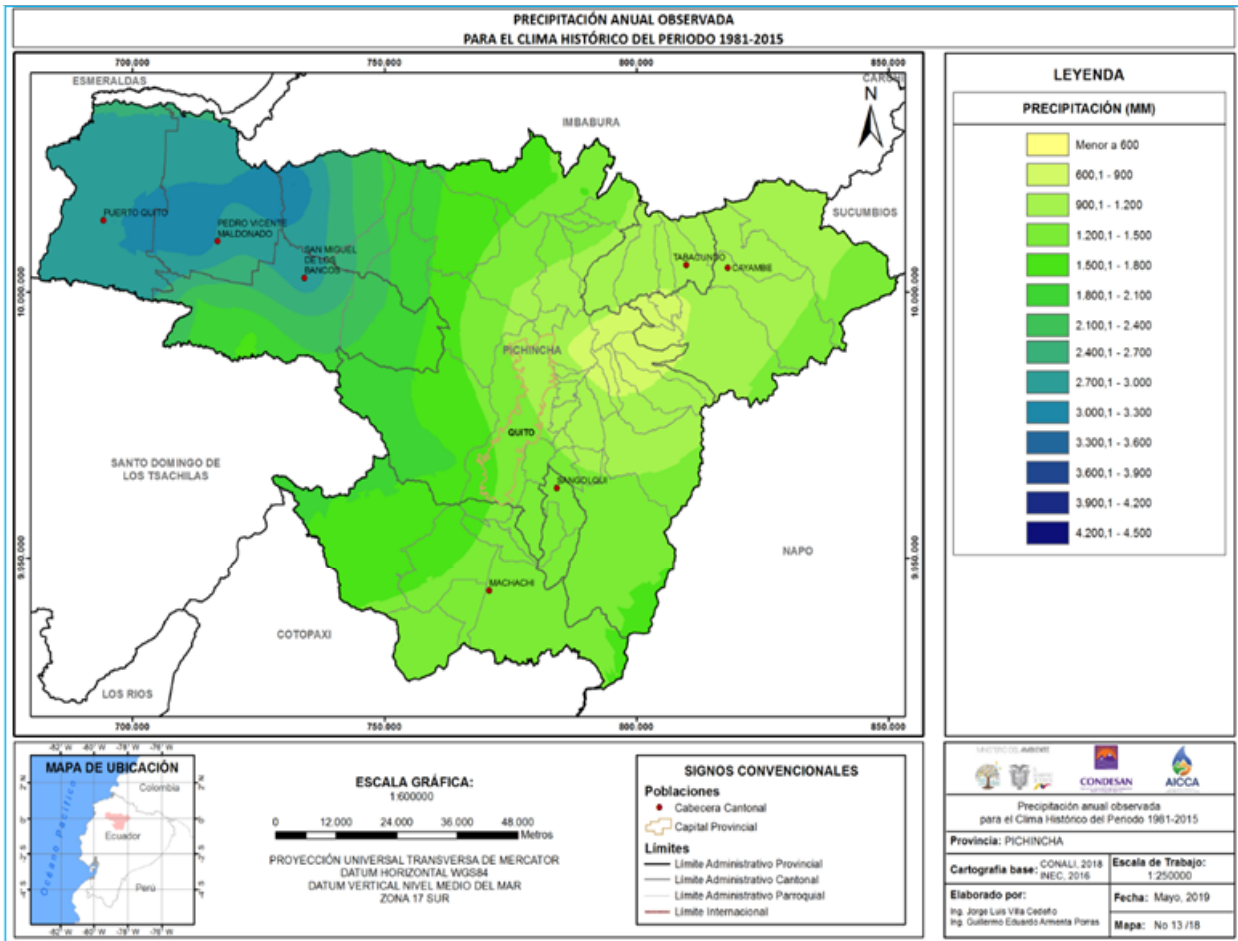 PRECIPITACIÓN ANUAL OBSERVADA
PARA EL CLIMA HISTÓRICO DEL PERIODO 1981-2015
700.000
750.000
800.000
850.000
ESMERALDAS
N
IMBABURA
SUCUMBIOS
PUERTO QUITO
PEDRO VICENTE
MALDONADO
SAN MIGUEL
DE LOS
BANCOS
TABACUNDO
CAYAMBE
10.000.000
10.000.000
PICHINCHA
QUITO
SANTO DOMINGO DE
LOS TSACHILAS
SANGOLQUI
NAPO
9.950.000
9.950.000
MACHACHI
COTOPAXI
LOS RIOS
700.000
750.000
800.000
850.000
LEYENDA
PRECIPITACIÓN (MM)
Menor a 600
600,1 - 900
900,1 - 1.200
1.200,1 - 1.500
1.500,1 - 1.800
1.800,1 - 2.100
2.100,1 - 2.400
2.400,1 - 2.700
2.700,1 - 3.000
3.000,1 - 3.300
3.300,1 - 3.600
3.600,1 - 3.900
3.900,1 - 4.200
4.200,1 - 4.500
-82° W -80° W -78° W -76° W
MAPA DE UBICACIÓN
Colombia
Océano Pacífico
Ecuador
Perú
-82° W -80° W -78° W -76° W
ESCALA GRÁFICA:
1:600000
0 12.000 24.000 36.000 48.000
Metros
PROYECCIÓN UNIVERSAL TRANSVERSA DE MERCATOR
DATUM HORIZONTAL WGS84
DATUM VERTICAL NIVEL MEDIO DEL MAR
ZONA 17 SUR
SIGNOS CONVENCIONALES
Poblaciones
Cabecera Cantonal
Capital Provincial
Límites
Límite Administrativo Provincial
Límite Administrativo Cantonal
Límite Administrativo Parroquial
Límite Internacional
CONDESAN
AICCA
Precipitación anual observada
para el Clima Histórico del Periodo 1981-2015
Provincia: PICHINCHA
Cartografía base: CONALI, 2018
INEC, 2016
Escala de Trabajo:
1:250000
Elaborado por:
Ing. Jorge Luis Villa Cedeño
Ing. Guillermo Eduardo Armenta Porras
Fecha: Mayo, 2019
Mapa: No 13 /18